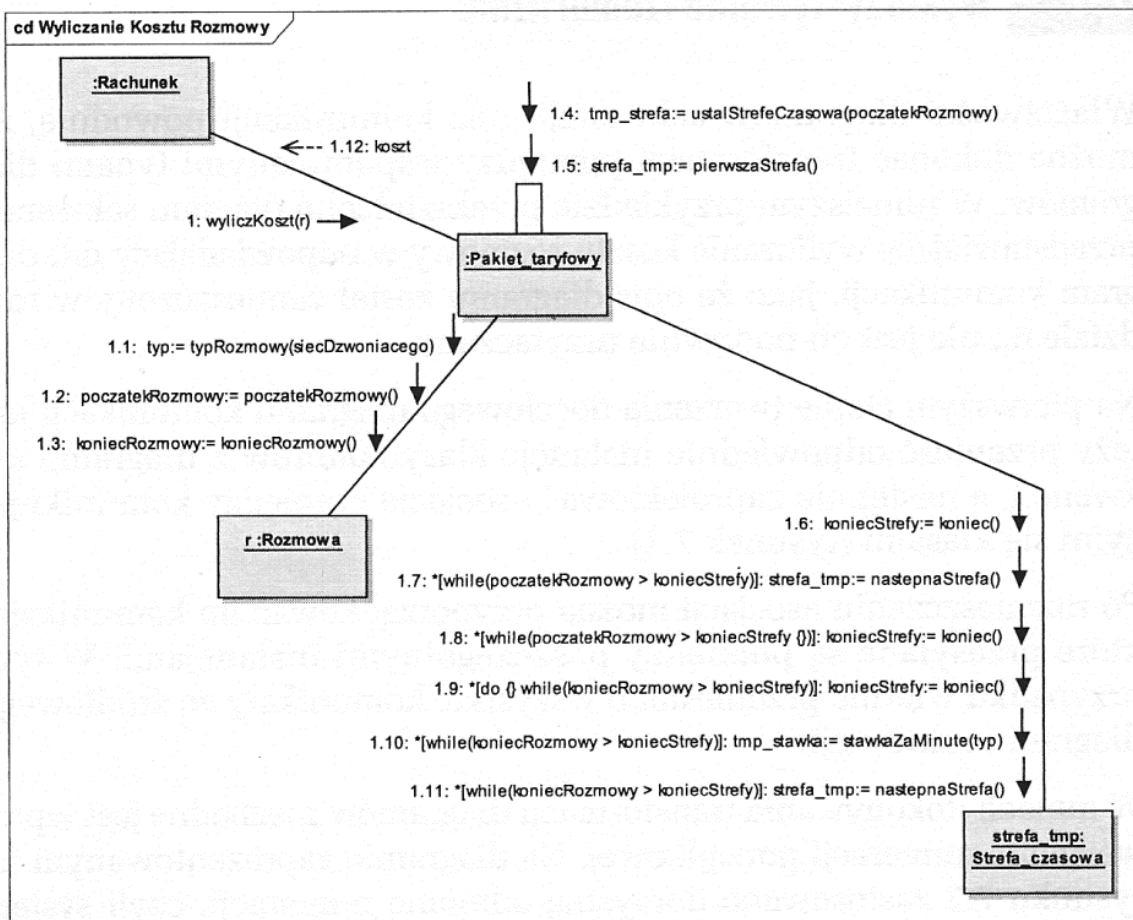 cd Wyliczanie Kosztu Rozmowy
:Rachunek
1.4: tmp_strefa:= ustalStrefeCzasowa(poczatekRozmowy)
1.12: koszt
1.5: strefa_tmp:= pierwszaStrefa()
1: wyliczKoszt(r)
:Pakiet_taryfowy
1.1: typ:= typRozmowy(siecDzwoniacego)
1.2: poczatekRozmowy:= poczatekRozmowy()
1.3: koniecRozmowy:= koniecRozmowy()
r :Rozmowa
1.6: koniecStrefy:= koniec()
1.7: *[while(poczatekRozmowy > koniecStrefy)]: strefa_tmp:= nastepnaStrefa()
1.8: *[while(poczatekRozmowy > koniecStrefy {})]: koniecStrefy:= koniec()
1.9: *[do {} while(koniecRozmowy > koniecStrefy)]: koniecStrefy:= koniec()
1.10: *[while(koniecRozmowy > koniecStrefy)]: tmp_stawka:= stawkaZaMinute(typ)
1.11: *[while(koniecRozmowy > koniecStrefy)]: strefa_tmp:= nastepnaStrefa()
strefa_tmp:
Strefa_czasowa